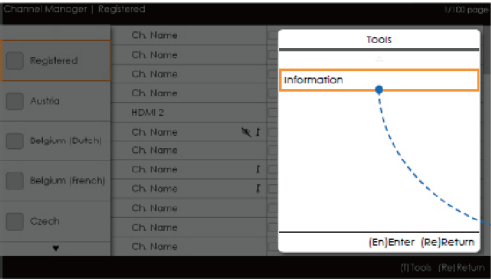 Channel Manager | Registered
1/100 page
Registered
Austria
Belgium (Dutch)
Belgium (French)
Czech
Ch. Name
Ch. Name
Ch. Name
Ch. Name
HDMI 2
Ch. Name
Ch. Name
Ch. Name
Ch. Name
Ch. Name
Ch. Name
Ch. Name
Tools
Information
(En)Enter (Re)Return
(T)Tools (Re)Return